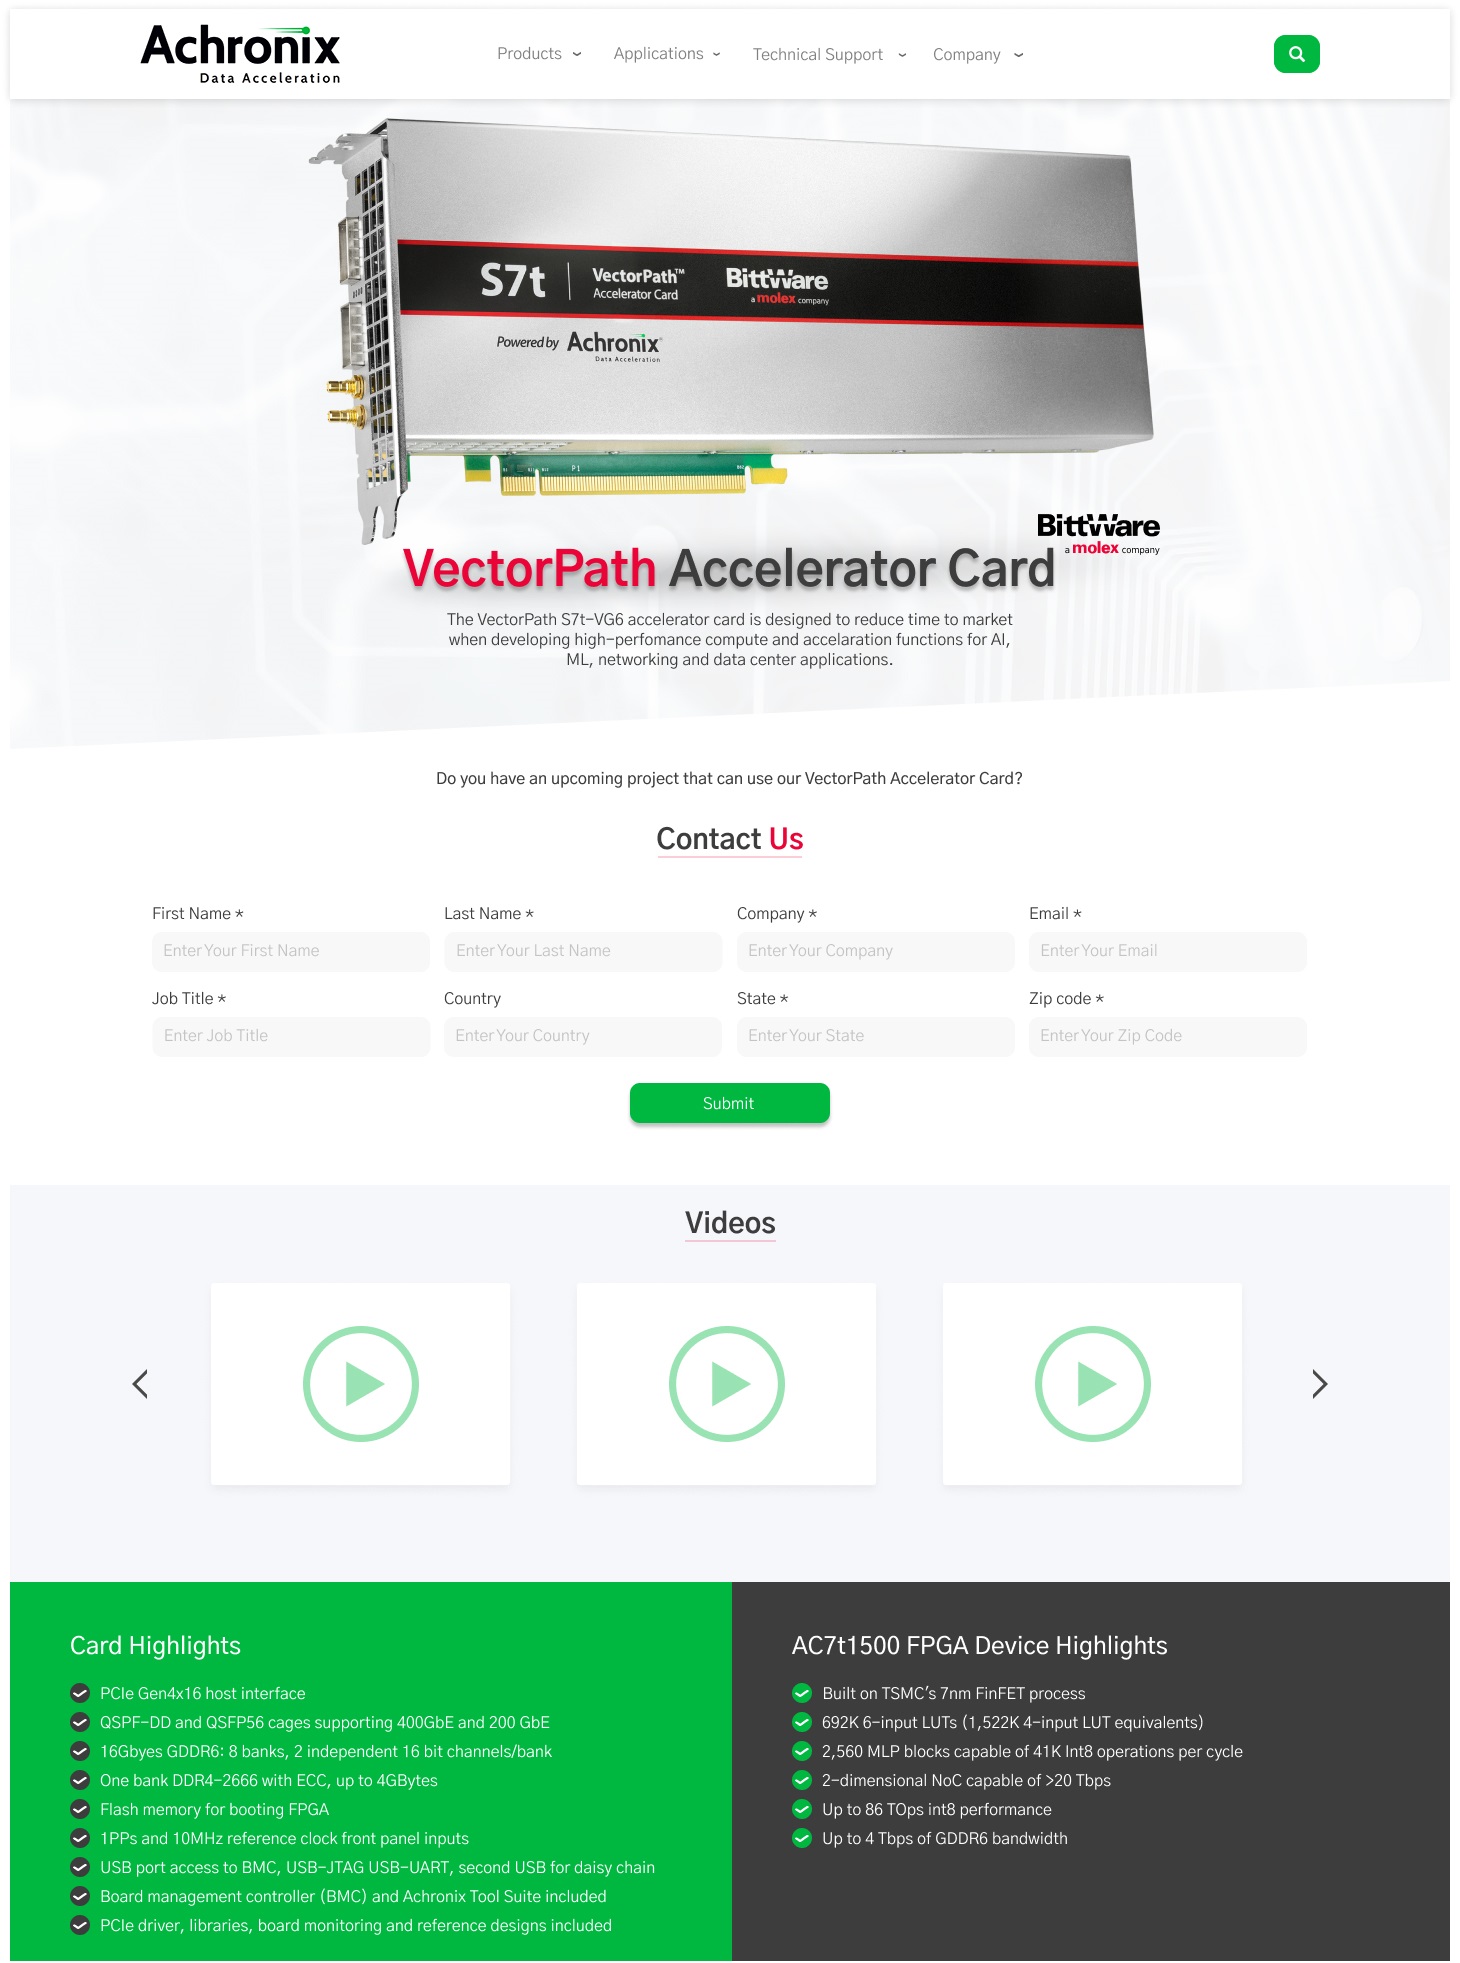 Achronix
Data Acceleration
Products
Applications
Technical Support
Company
S7t
VectorPath™
Accelerator Card
BittWare
a molex company
Powered by Achronix
Data Acceleration
P1
BittWare
a molex company
VectorPath Accelerator Card
The VectorPath S7t-VG6 accelerator card is designed to reduce time to market
when developing high-perfomance compute and accelaration functions for AI,
ML, networking and data center applications.
Do you have an upcoming project that can use our VectorPath Accelerator Card?
Contact Us
First Name *
Last Name *
Company *
Email *
Enter Your First Name
Enter Your Last Name
Enter Your Company
Enter Your Email
Job Title *
Country
State *
Zip code *
Enter Job Title
Enter Your Country
Enter Your State
Enter Your Zip Code
Submit
Videos
Card Highlights
PCIe Gen4x16 host interface
QSPF-DD and QSFP56 cages supporting 400GbE and 200 GbE
16Gbyes GDDR6: 8 banks, 2 independent 16 bit channels/bank
One bank DDR4-2666 with ECC, up to 4GBytes
Flash memory for booting FPGA
1PPs and 10MHz reference clock front panel inputs
USB port access to BMC, USB-JTAG USB-UART, second USB for daisy chain
Board management controller (BMC) and Achronix Tool Suite included
PCIe driver, libraries, board monitoring and reference designs included
AC7t1500 FPGA Device Highlights
Built on TSMC's 7nm FinFET process
692K 6-input LUTs (1,522K 4-input LUT equivalents)
2,560 MLP blocks capable of 41K Int8 operations per cycle
2-dimensional NoC capable of >20 Tbps
Up to 86 TOps int8 performance
Up to 4 Tbps of GDDR6 bandwidth